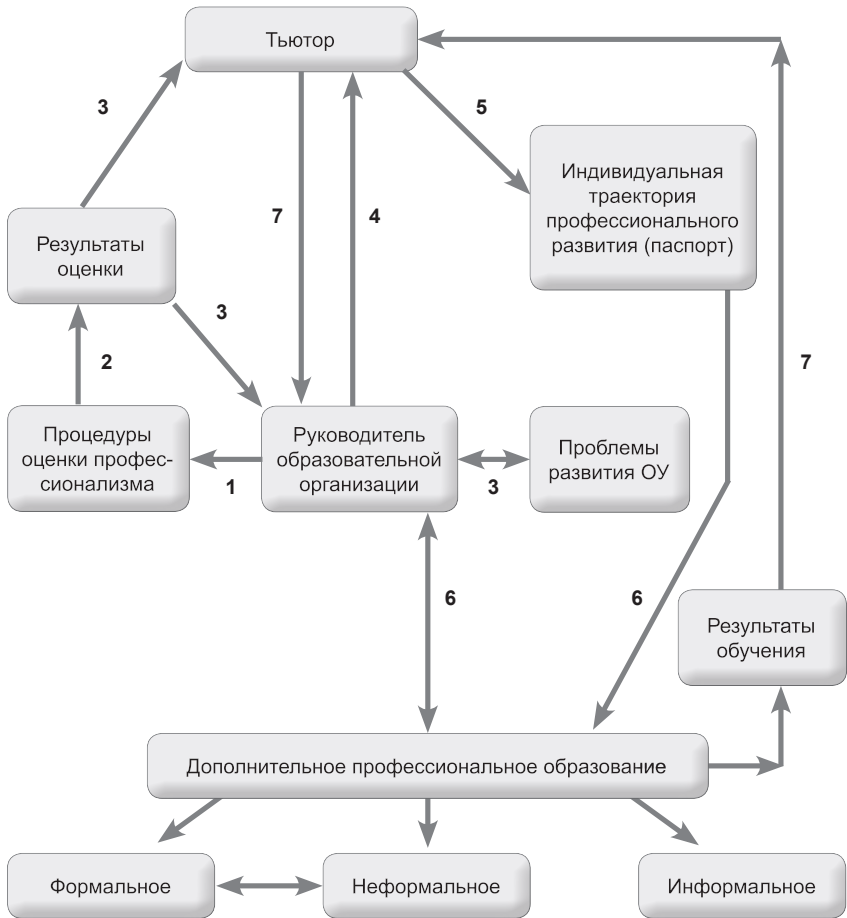 Тьютор
3
5
7
4
Индивидуальная
траектория
профессионального
развития (паспорт)
Результаты
оценки
3
2
7
Процедуры
оценки профес-
сионализма
Руководитель
образовательной
организации
Проблемы
развития ОУ
1
3
6
6
Результаты
обучения
Дополнительное профессиональное образование
Формальное
Неформальное
Информальное